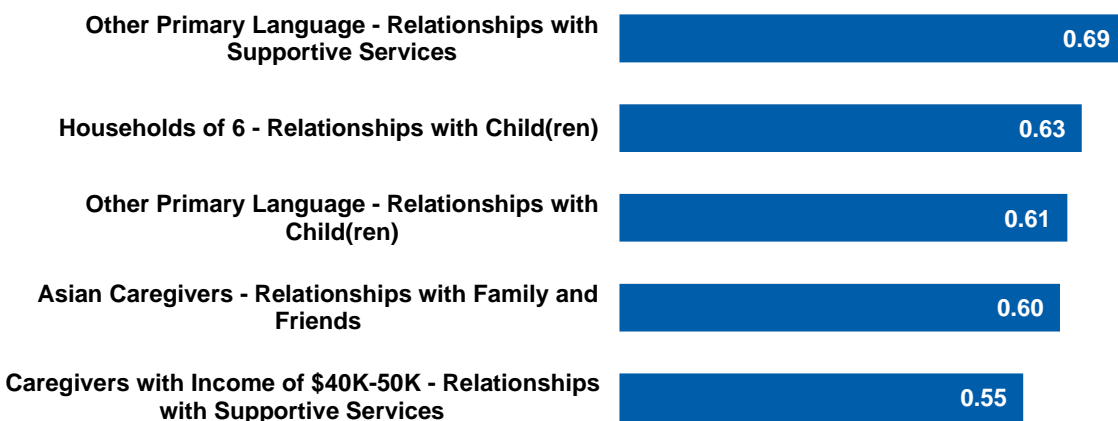 Other Primary Language - Relationships with
Supportive Services
0.69
Households of 6 - Relationships with Child(ren)
0.63
Other Primary Language - Relationships with
Child(ren)
0.61
Asian Caregivers - Relationships with Family and
Friends
0.60
Caregivers with Income of $40K-50K - Relationships
with Supportive Services
0.55